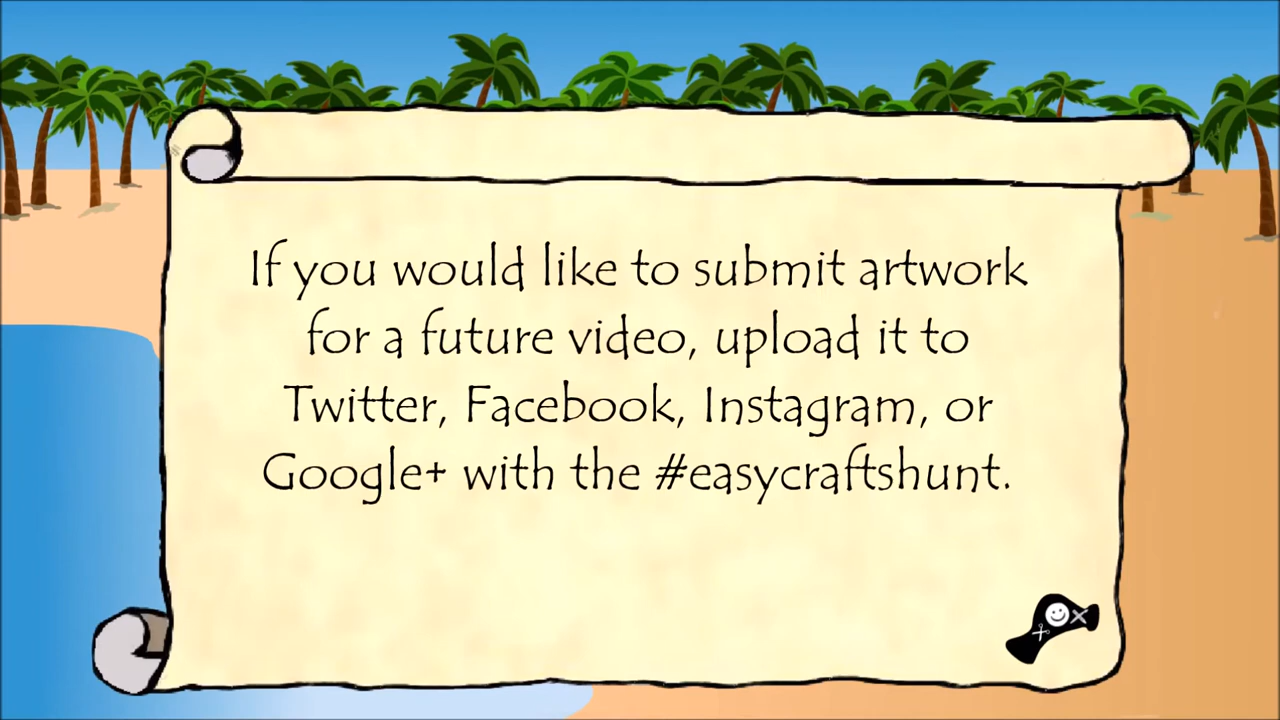 If you would like to submit artwork
for a future video, upload it to
Twitter, Facebook, Instagram, or
Google+ with the #easycraftshunt.